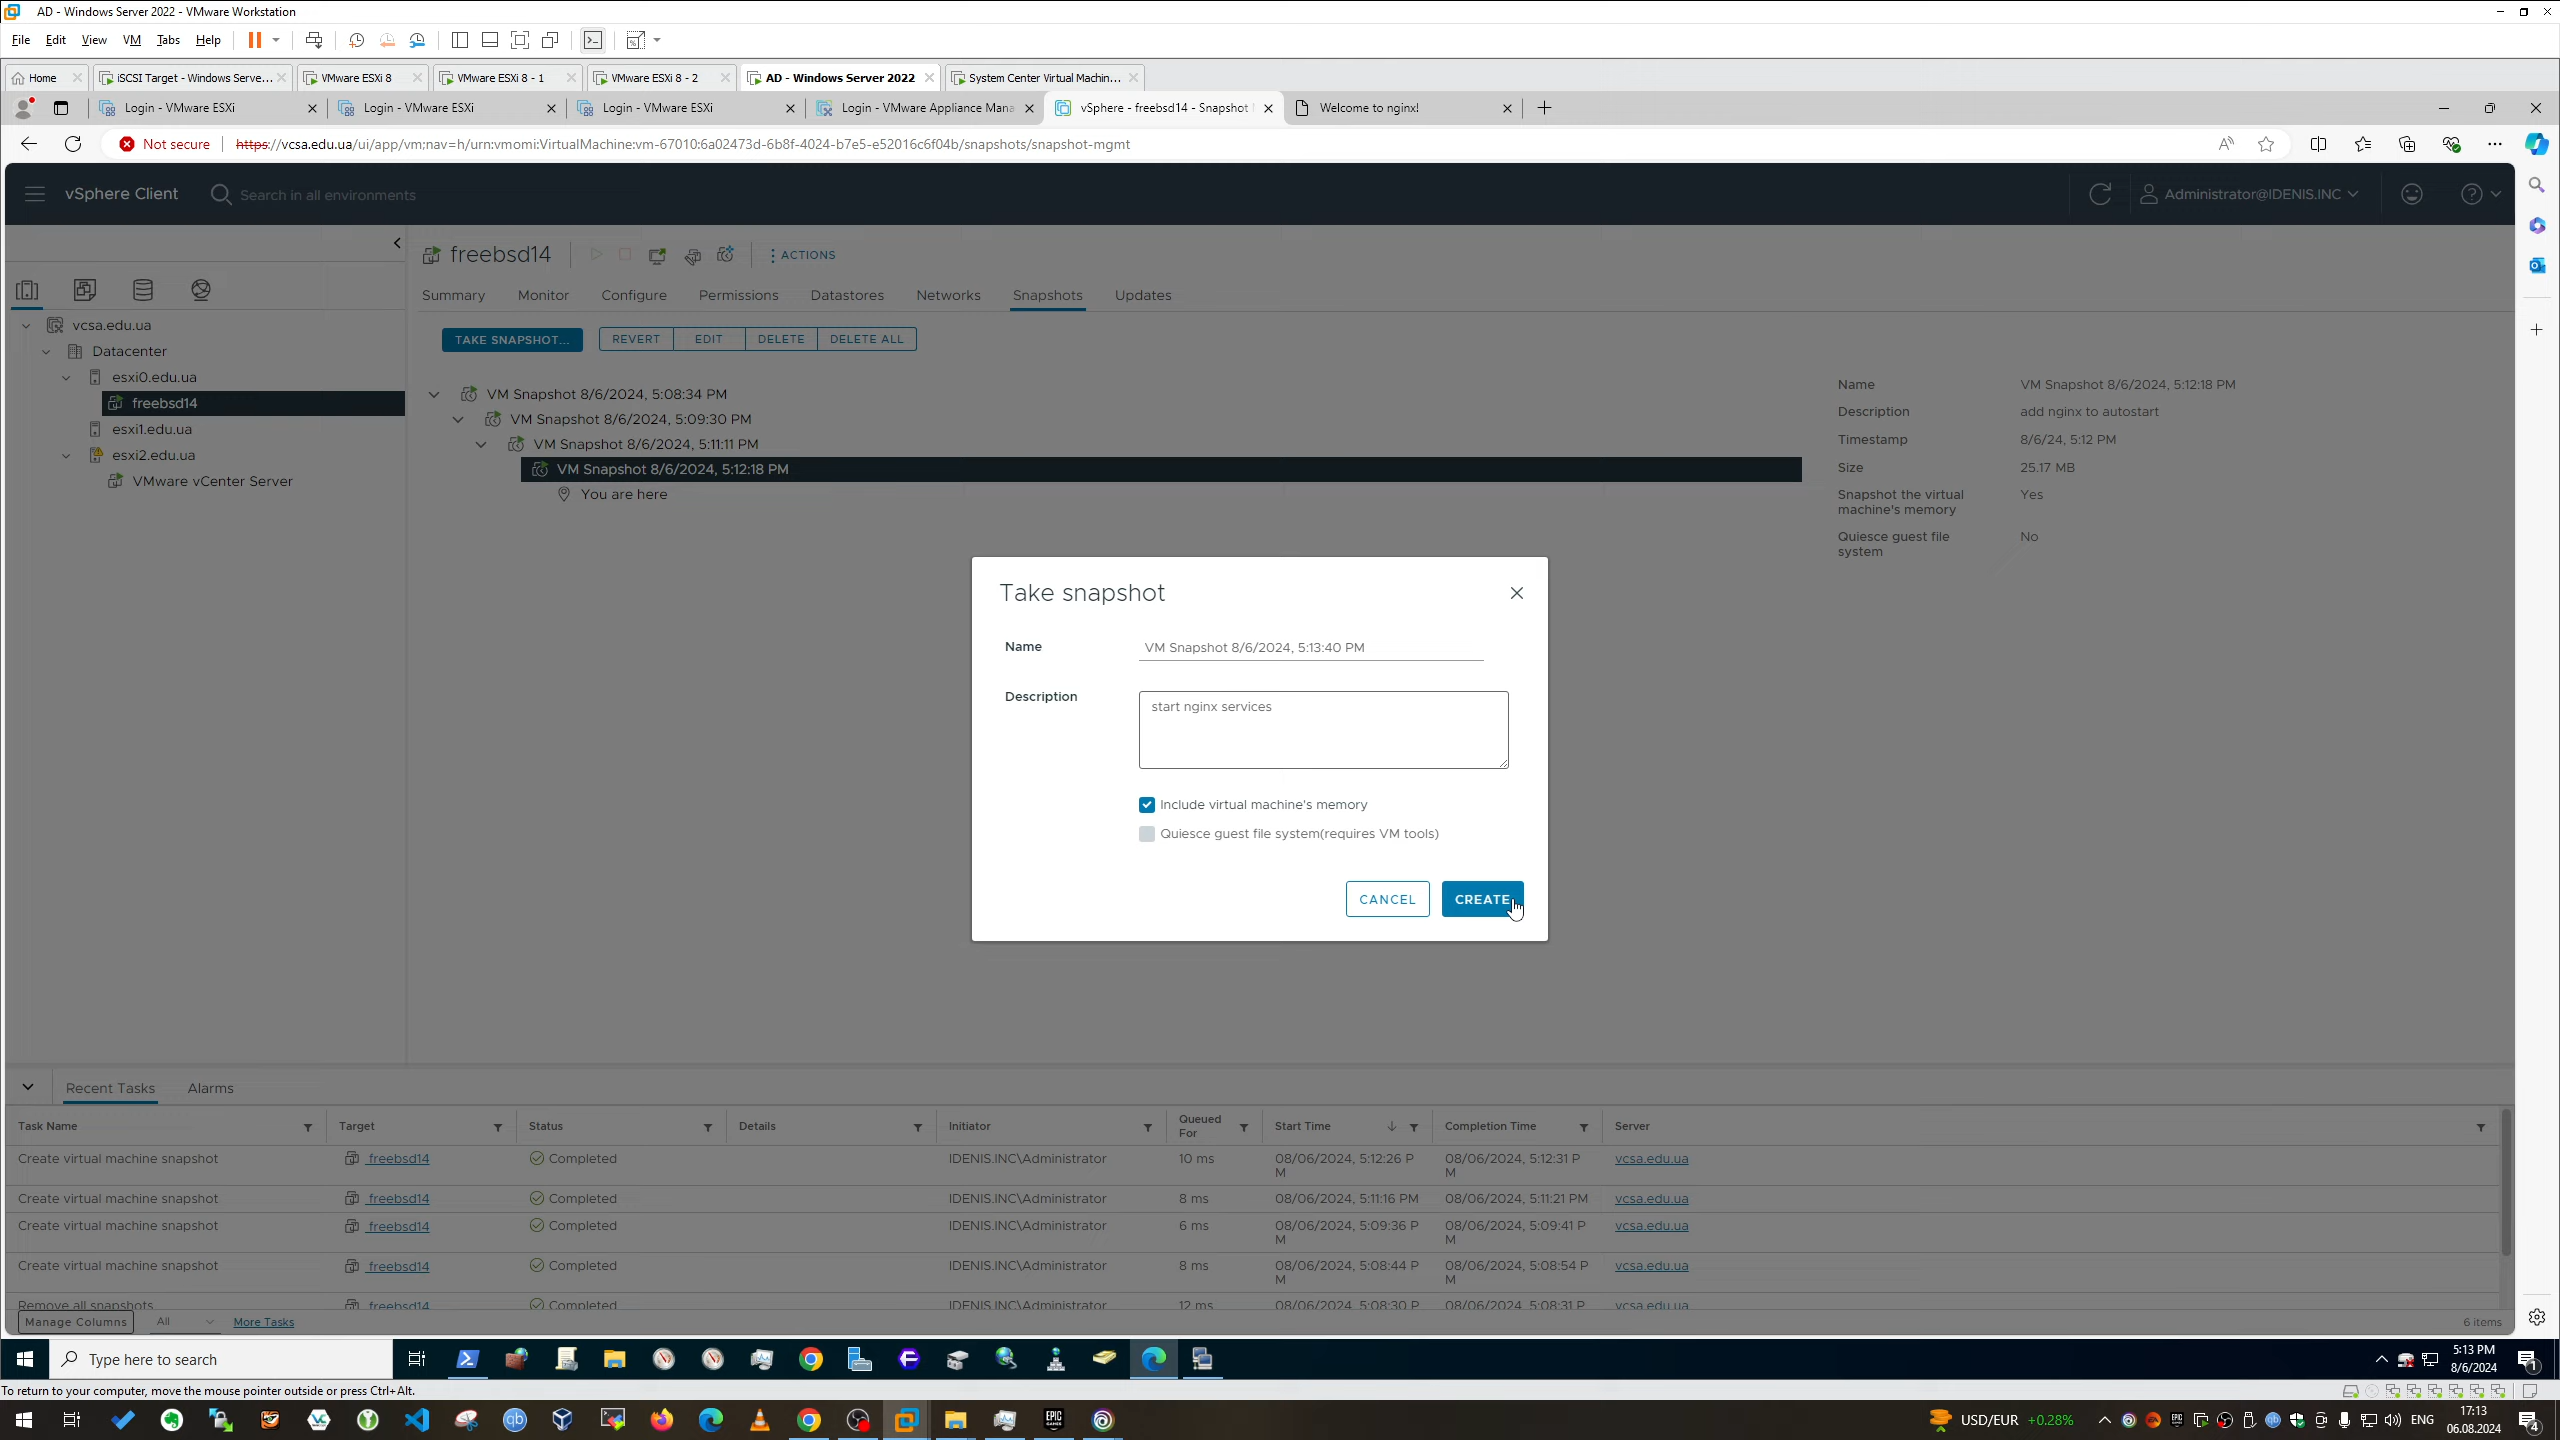 AD - Windows Server 2022 - VMware Workstation
File Edit View VM Tabs Help
Home iSCSI Target - Windows Serve... VMware ESXi 8 VMware ESXi 8 - 1 VMware ESXi 8 - 2 AD - Windows Server 2022 System Center Virtual Machin...
Login - VMware ESXi Login - VMware ESXi Login - VMware ESXi Login - VMware Appliance Mana vSphere - freebsd14 - Snapshot Welcome to nginx!
Not secure https://vcsa.edu.ua/ui/app/vm;nav=h/urn:vmomi:VirtualMachine:vm-67010:6a02473d-6b8f-4024-b7e5-e52016c6f04b/snapshots/snapshot-mgmt
vSphere Client Search in all environments Administrator@IDENIS.INC
freebsd14 ACTIONS
Summary Monitor Configure Permissions Datastores Networks Snapshots Updates
vcsa.edu.ua
Datacenter
esxi0.edu.ua
freebsd14
esxi1.edu.ua
esxi2.edu.ua
VMware vCenter Server
TAKE SNAPSHOT... REVERT EDIT DELETE DELETE ALL
VM Snapshot 8/6/2024, 5:08:34 PM
VM Snapshot 8/6/2024, 5:09:30 PM
VM Snapshot 8/6/2024, 5:11:11 PM
VM Snapshot 8/6/2024, 5:12:18 PM
You are here
Name VM Snapshot 8/6/2024, 5:12:18 PM
Description add nginx to autostart
Timestamp 8/6/24, 5:12 PM
Size 25.17 MB
Snapshot the virtual Yes
machine's memory
Quiesce guest file No
system
Take snapshot
Name VM Snapshot 8/6/2024, 5:13:40 PM
Description start nginx services
Include virtual machine's memory
Quiesce guest file system(requires VM tools)
CANCEL CREATE
Recent Tasks Alarms
Task Name Target Status Details Initiator Queued For Start Time Completion Time Server
Create virtual machine snapshot freebsd14 Completed IDENIS.INC\Administrator 10 ms 08/06/2024, 5:12:26 P 08/06/2024, 5:12:31 P vcsa.edu.ua
M M
Create virtual machine snapshot freebsd14 Completed IDENIS.INC\Administrator 8 ms 08/06/2024, 5:11:16 PM 08/06/2024, 5:11:21 PM vcsa.edu.ua
Create virtual machine snapshot freebsd14 Completed IDENIS.INC\Administrator 6 ms 08/06/2024, 5:09:36 P 08/06/2024, 5:09:41 P vcsa.edu.ua
M M
Create virtual machine snapshot freebsd14 Completed IDENIS.INC\Administrator 8 ms 08/06/2024, 5:08:44 P 08/06/2024, 5:08:54 P vcsa.edu.ua
M M
Remove all snapshots freebsd14 Completed IDENIS.INC\Administrator 12 ms 08/06/2024, 5:08:30 P 08/06/2024, 5:08:31 P vcsa.edu.ua
Manage Columns All More Tasks 6 items
Type here to search 5:13 PM
8/6/2024
1
To return to your computer, move the mouse pointer outside or press Ctrl+Alt.
USD/EUR +0.28% ENG 17:13
06.08.2024
4